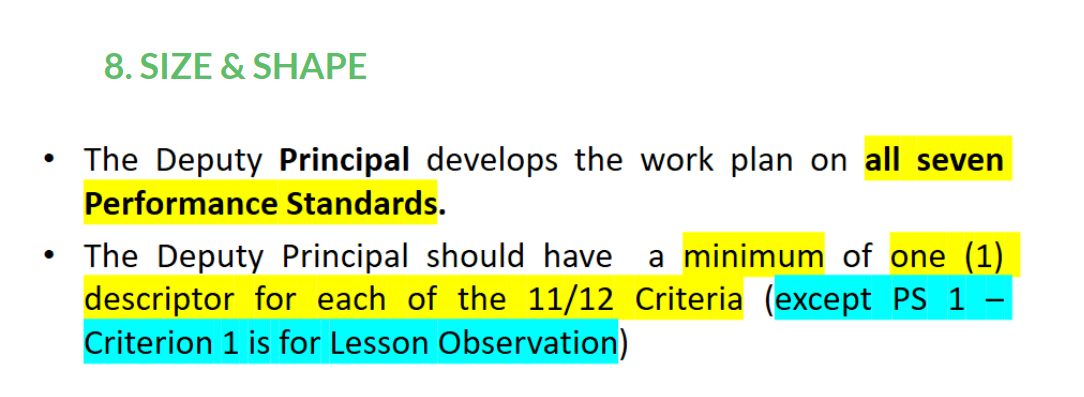 8. SIZE & SHAPE
• The Deputy Principal develops the work plan on all seven
Performance Standards.
• The Deputy Principal should have a minimum of one (1)
descriptor for each of the 11/12 Criteria (except PS 1 –
Criterion 1 is for Lesson Observation)